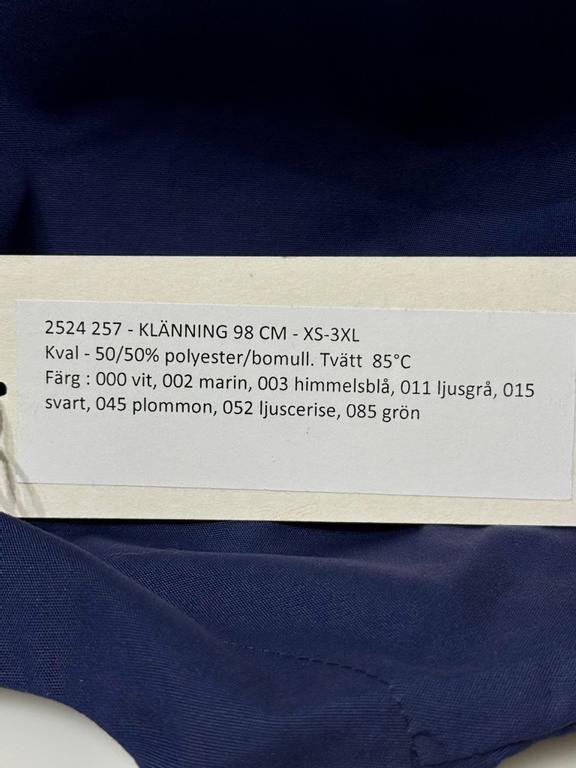 2524 257 - KLÄNNING 98 CM - XS-3XL
Kval - 50/50% polyester/bomull. Tvätt  85°C
Färg : 000 vit, 002 marin, 003 himmelsblå, 011 ljusgrå, 015
svart, 045 plommon, 052 ljuscerise, 085 grön